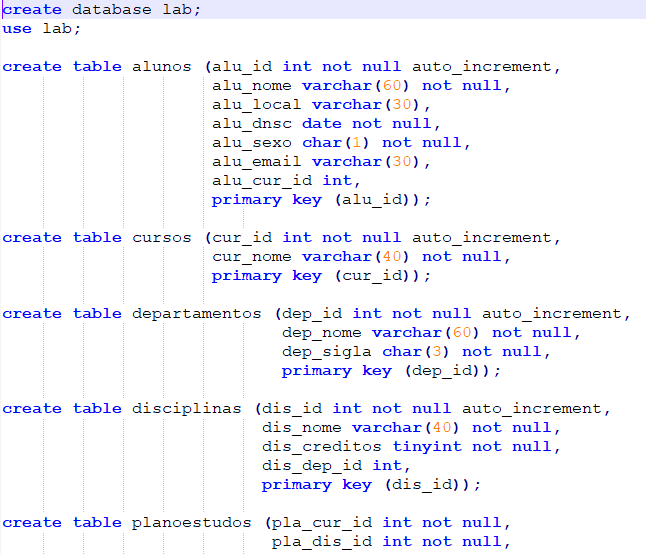 create database lab;
use lab;
create table alunos (alu_id int not null auto_increment,
alu_nome varchar(60) not null,
alu_local varchar(30),
alu_dnsc date not null,
alu_sexo char(1) not null,
alu_email varchar(30),
alu_cur_id int,
primary key (alu_id));
create table cursos (cur_id int not null auto_increment,
cur_nome varchar(40) not null,
primary key (cur_id));
create table departamentos (dep_id int not null auto_increment,
dep_nome varchar(60) not null,
dep_sigla char(3) not null,
primary key (dep_id));
create table disciplinas (dis_id int not null auto_increment,
dis_nome varchar(40) not null,
dis_creditos tinyint not null,
dis_dep_id int,
primary key (dis_id));
create table planoestudos (pla_cur_id int not null,
pla_dis_id int not null,